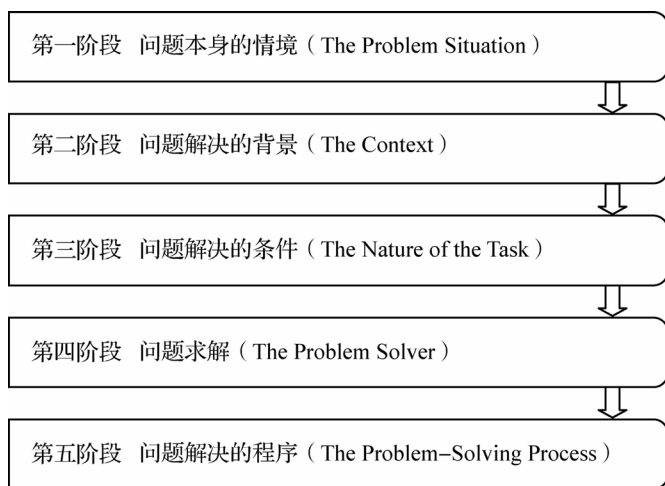 第一阶段 问题本身的情境（The Problem Situation）
第二阶段 问题解决的背景（The Context）
第三阶段 问题解决的条件（The Nature of the Task）
第四阶段 问题求解（The Problem Solver）
第五阶段 问题解决的程序（The Problem-Solving Process）